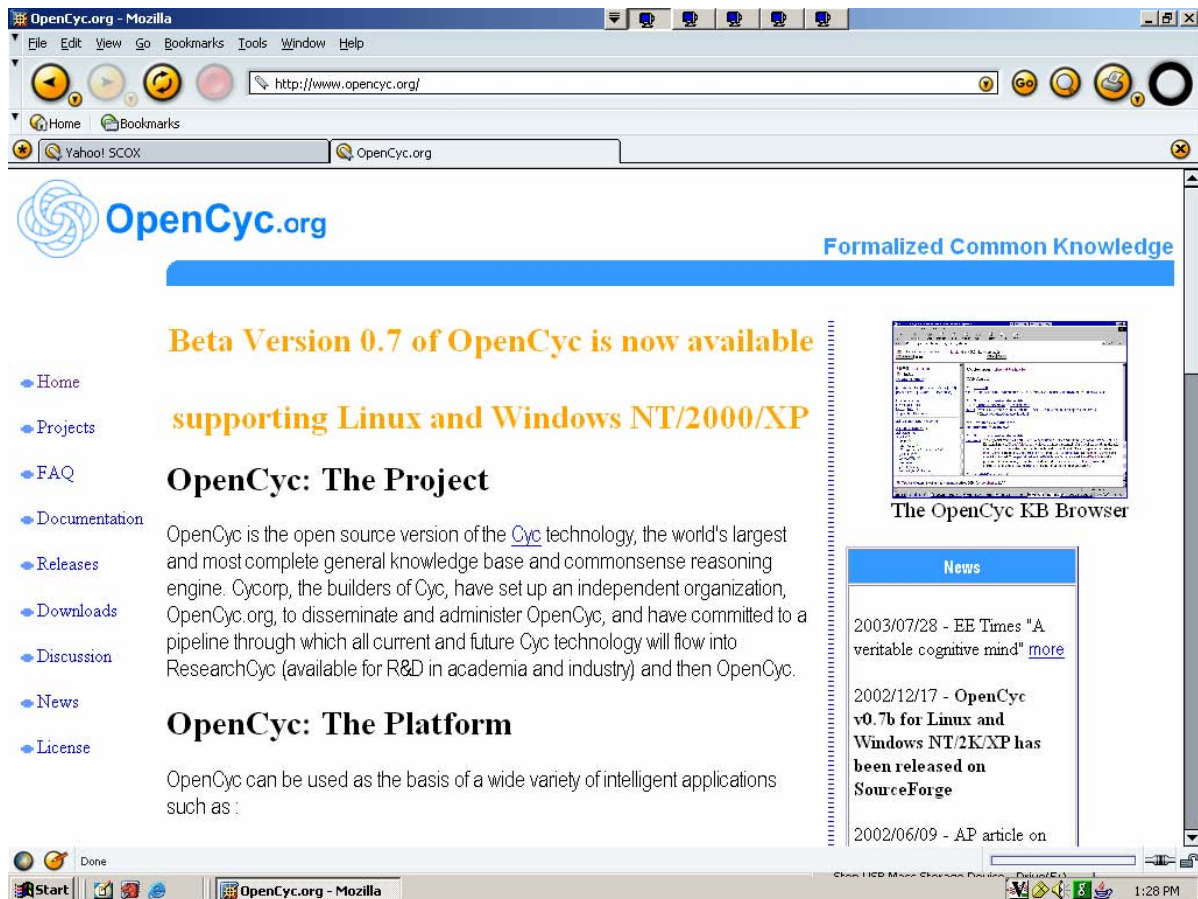 OpenCyc.org - Mozilla
File Edit View Go Bookmarks Tools Window Help
http://www.opencyc.org/
Go
Home Bookmarks
Yahoo! SCOX OpenCyc.org
OpenCyc.org
Formalized Common Knowledge
Beta Version 0.7 of OpenCyc is now available
supporting Linux and Windows NT/2000/XP
Home
Projects
FAQ
Documentation
Releases
Downloads
Discussion
News
License
OpenCyc: The Project
OpenCyc is the open source version of the Cyc technology, the world's largest
and most complete general knowledge base and commonsense reasoning
engine. Cycorp, the builders of Cyc, have set up an independent organization,
OpenCyc.org, to disseminate and administer OpenCyc, and have committed to a
pipeline through which all current and future Cyc technology will flow into
ResearchCyc (available for R&D in academia and industry) and then OpenCyc.
OpenCyc: The Platform
OpenCyc can be used as the basis of a wide variety of intelligent applications
such as :
The OpenCyc KB Browser
News
2003/07/28 - EE Times "A
veritable cognitive mind" more
2002/12/17 - OpenCyc
v0.7b for Linux and
Windows NT/2K/XP has
been released on
SourceForge
2002/06/09 - AP article on
Done
Stop USB Mass Storage Device - Drive(F:)
Start OpenCyc.org - Mozilla 1:28 PM